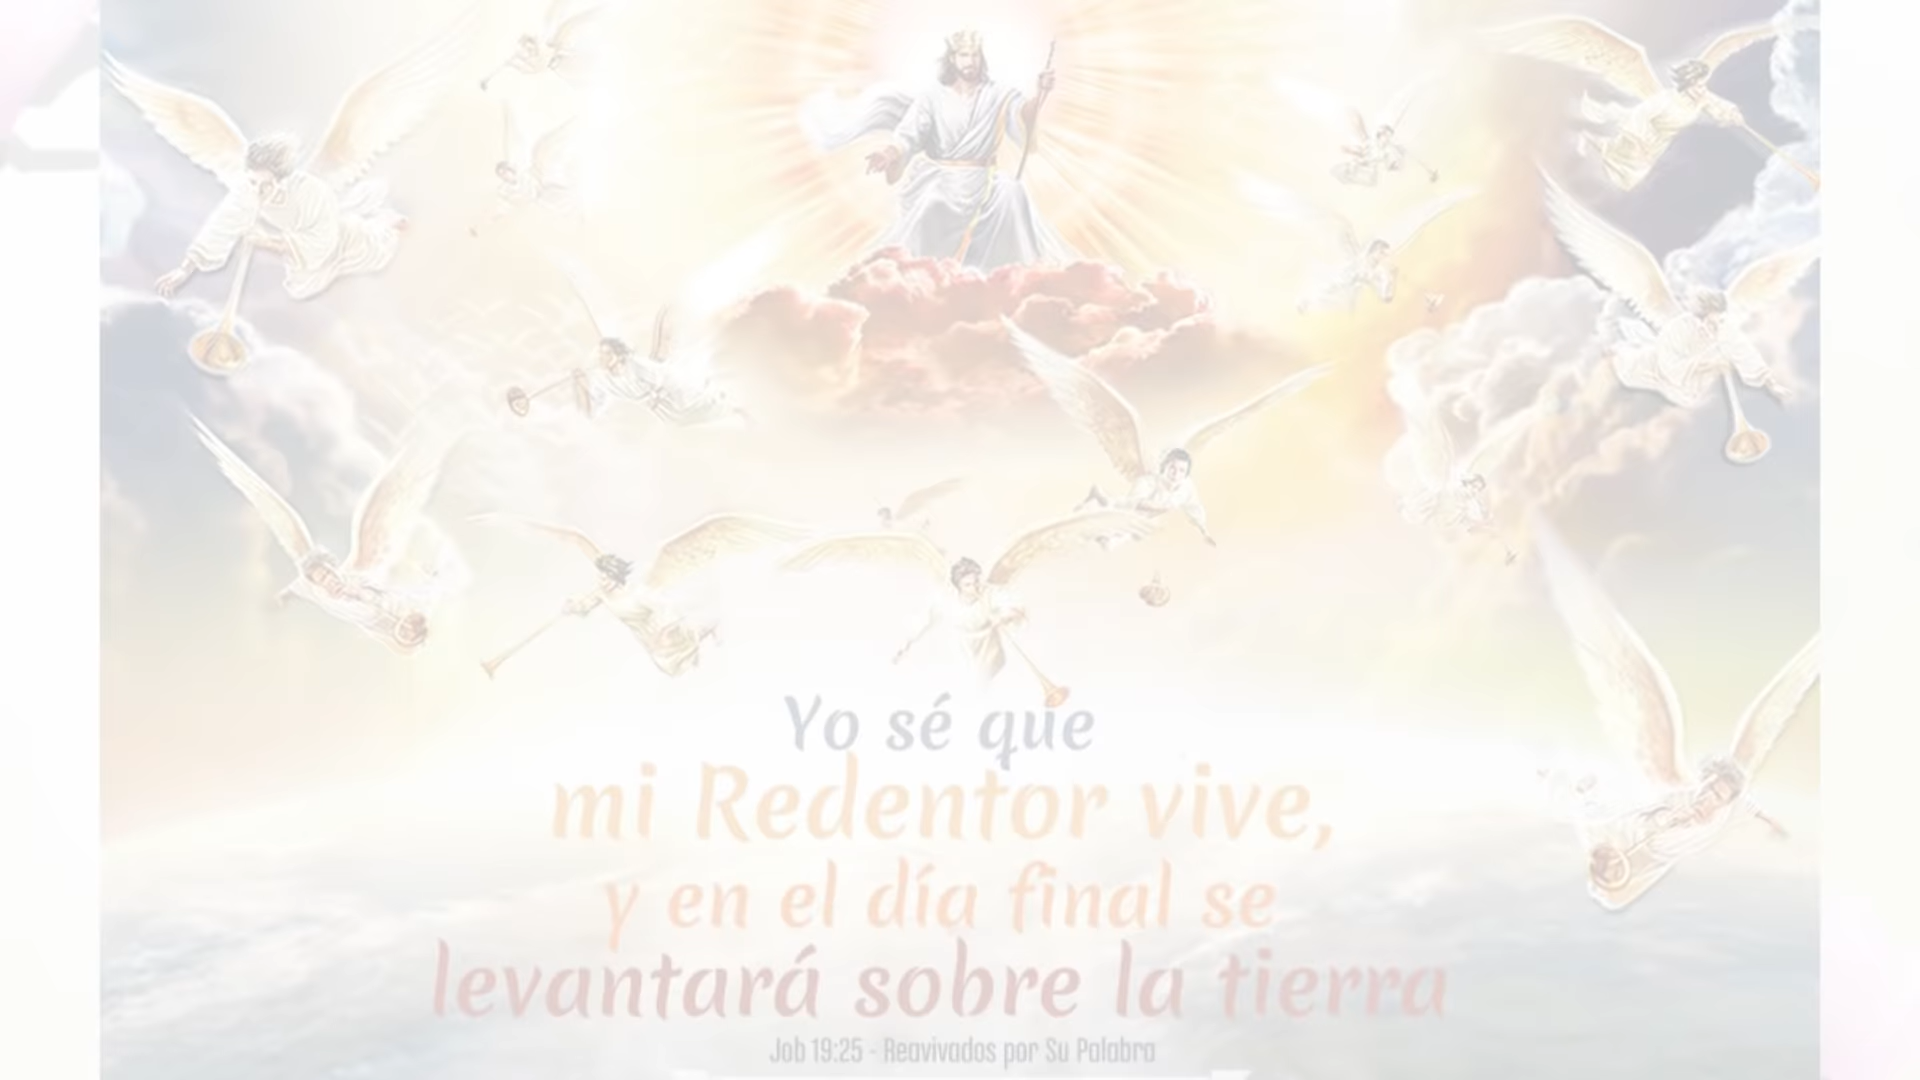 Yo sé que
mi Redentor vive,
y en el día final se
levantará sobre la tierra
Job 19:25 - Reavivados por Su Palabra